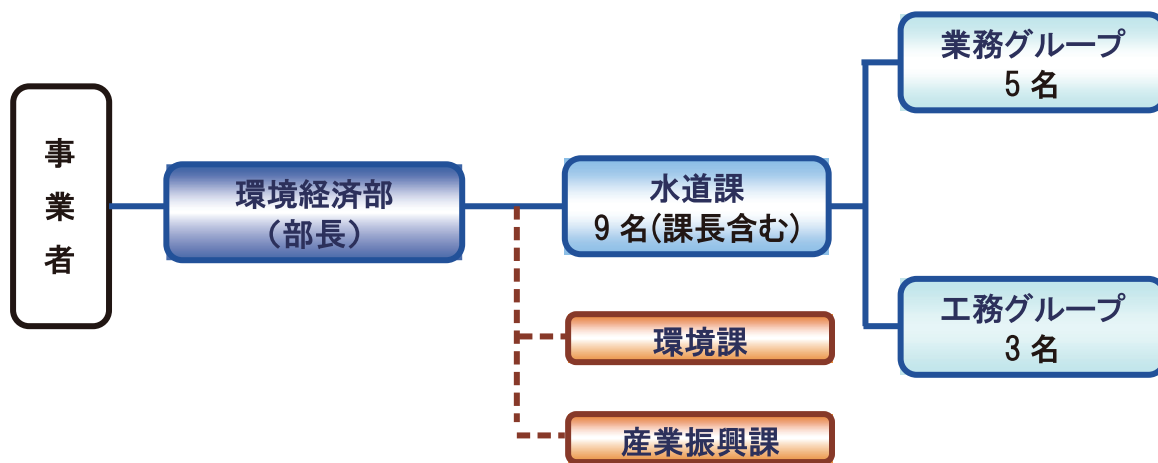 事業者
環境経済部
（部長）
水道課
9 名(課長含む)
環境課
産業振興課
業務グループ
5 名
工務グループ
3 名